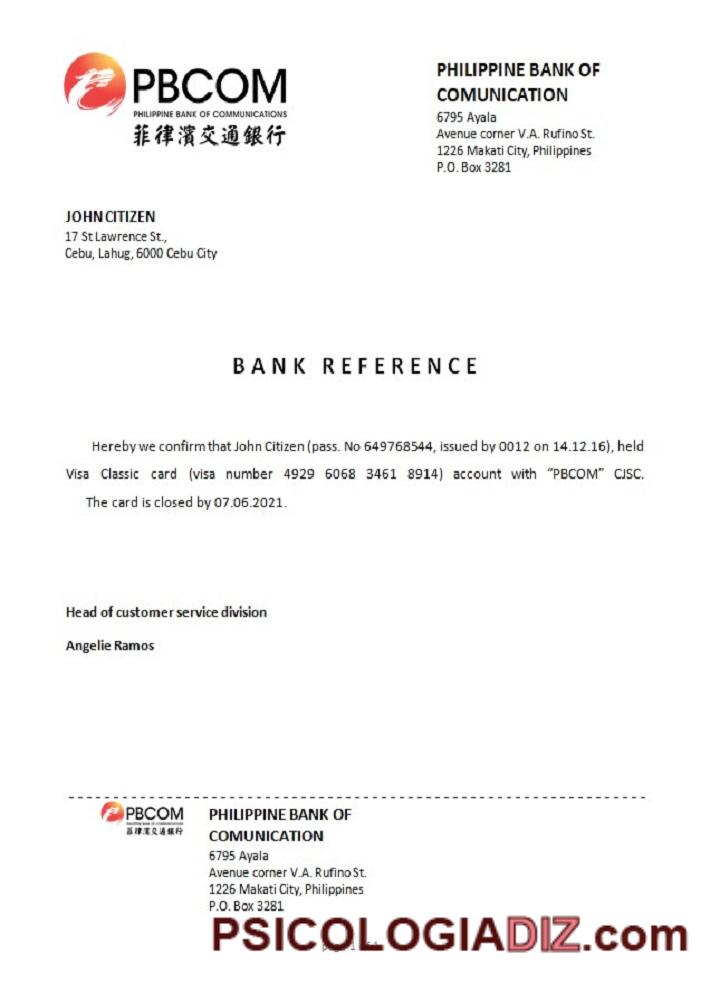 PBCOM
PHILIPPINE BANK OF COMMUNICATIONS
菲律濱交通銀行
PHILIPPINE BANK OF
COMUNICATION
6795 Ayala
Avenue corner V.A. Rufino St.
1226 Makati City, Philippines
P.O. Box 3281
JOHN CITIZEN
17 St Lawrence St.,
Cebu, Lahug, 6000 Cebu City
BANK REFERENCE
Hereby we confirm that John Citizen (pass. No 649768544, issued by 0012 on 14.12.16), held
Visa Classic card (visa number 4929 6068 3461 8914) account with “PBCOM” CJSC.
The card is closed by 07.06.2021.
Head of customer service division
Angelie Ramos
PBCOM
PHILIPPINE BANK OF COMMUNICATIONS
菲律濱交通銀行
PHILIPPINE BANK OF
COMUNICATION
6795 Ayala
Avenue corner V.A. Rufino St.
1226 Makati City, Philippines
P.O. Box 3281
PSICOLOGIADIZ.com